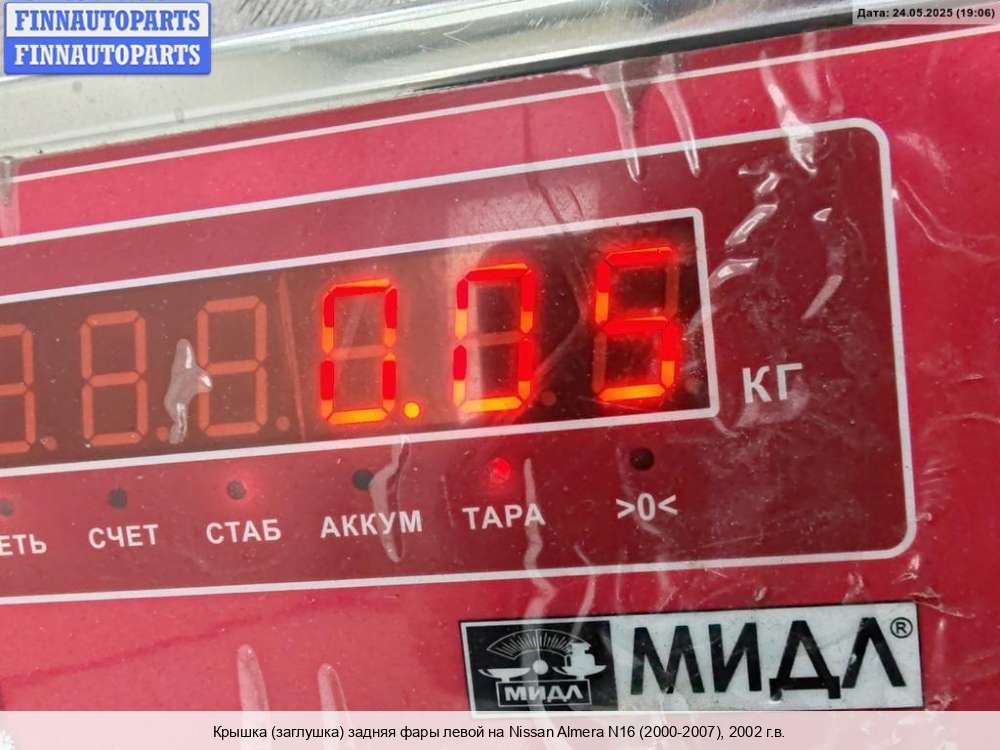 FINNAUTOPARTS
FINNAUTOPARTS
Дата: 24.05.2025 (19:06)
0.05
КГ
ЕТЬ СЧЕТ СТАБ АККУМ ТАРА >0<
МИДЛ
МИДЛ®
Крышка (заглушка) задняя фары левой на Nissan Almera N16 (2000-2007), 2002 г.в.